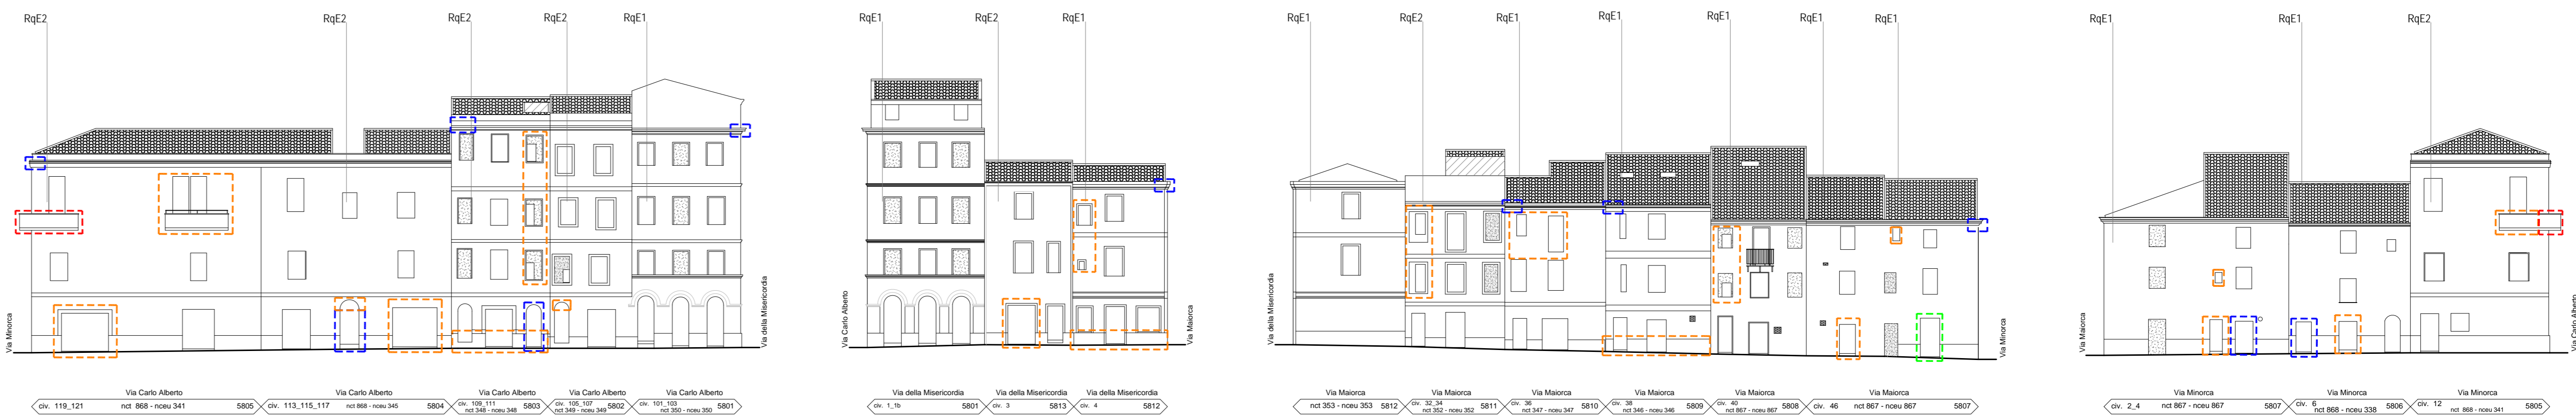 RqE2 RqE2 RqE2 RqE2 RqE1
Via Minorca
Via della Misericordia
Via Carlo Alberto Via Carlo Alberto Via Carlo Alberto Via Carlo Alberto Via Carlo Alberto
civ. 119_121 nct 868 - nceu 341 5805
civ. 113_115_117 nct 868 - nceu 345 5804
civ. 109_111 nct 348 - nceu 348 5803
civ. 105_107 nct 349 - nceu 349 5802
civ. 101_103 nct 350 - nceu 350 5801
RqE1 RqE2 RqE1
Via Carlo Alberto
Via Maiorca
Via della Misericordia Via della Misericordia Via della Misericordia
civ. 1_1b 5801
civ. 3 5813
civ. 4 5812
RqE1 RqE2 RqE1 RqE1 RqE1 RqE1 RqE1
Via della Misericordia
Via Minorca
Via Maiorca Via Maiorca Via Maiorca Via Maiorca Via Maiorca Via Maiorca
nct 353 - nceu 353 5812
civ. 32_34 nct 352 - nceu 352 5811
civ. 36 nct 347 - nceu 347 5810
civ. 38 nct 346 - nceu 346 5809
civ. 40 nct 867 - nceu 867 5808
civ. 46 nct 867 - nceu 867 5807
RqE1 RqE1 RqE2
Via Maiorca
Via Carlo Alberto
Via Minorca Via Minorca Via Minorca
civ. 2_4 nct 867 - nceu 867 5807
civ. 6 nct 868 - nceu 338 5806
civ. 12 nct 868 - nceu 341 5805